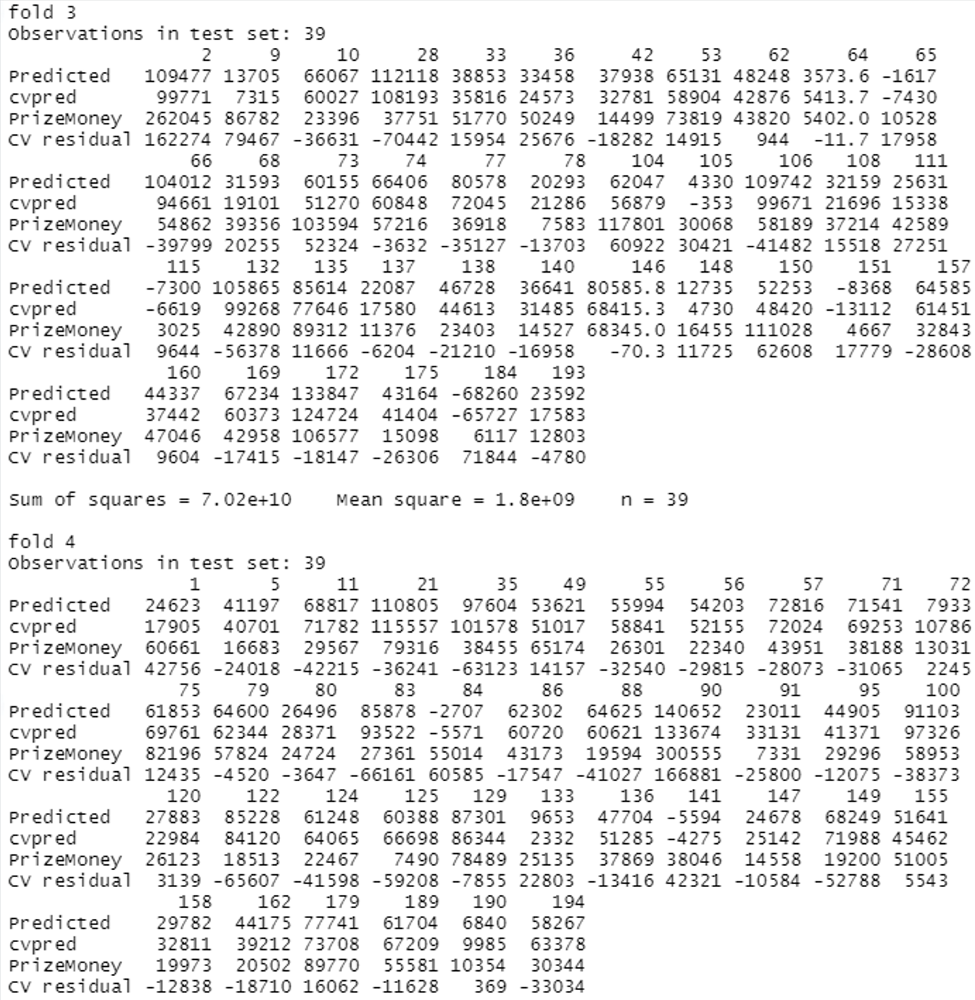 fold 3
Observations in test set: 39
2 9 10 28 33 36 42 53 62 64 65
Predicted 109477 13705 66067 112118 38853 33458 37938 65131 48248 3573.6 -1617
cvpred 99771 7315 60027 108193 35816 24573 32781 58904 42876 5413.7 -7430
PrizeMoney 262045 86782 23396 37751 51770 50249 14499 73819 43820 5402.0 10528
CV residual 162274 79467 -36631 -70442 15954 25676 -18282 14915 944 -11.7 17958
66 68 73 74 77 78 104 105 106 108 111
Predicted 104012 31593 60155 66406 80578 20293 62047 4330 109742 32159 25631
cvpred 94661 19101 51270 60848 72045 21286 56879 -353 99671 21696 15338
PrizeMoney 54862 39356 103594 57216 36918 7583 117801 30068 58189 37214 42589
CV residual -39799 20255 52324 -3632 -35127 -13703 60922 30421 -41482 15518 27251
115 132 135 137 138 140 146 148 150 151 157
Predicted -7300 105865 85614 22087 46728 36641 80585.8 12735 52253 -8368 64585
cvpred -6619 99268 77646 17580 44613 31485 68415.3 4730 48420 -13112 61451
PrizeMoney 3025 42890 89312 11376 23403 14527 68345.0 16455 111028 4667 32843
CV residual 9644 -56378 11666 -6204 -21210 -16958 -70.3 11725 62608 17779 -28608
160 169 172 175 184 193
Predicted 44337 67234 133847 43164 -68260 23592
cvpred 37442 60373 124724 41404 -65727 17583
PrizeMoney 47046 42958 106577 15098 6117 12803
CV residual 9604 -17415 -18147 -26306 71844 -4780
Sum of squares = 7.02e+10 Mean square = 1.8e+09 n = 39
fold 4
Observations in test set: 39
1 5 11 21 35 49 55 56 57 71 72
Predicted 24623 41197 68817 110805 97604 53621 55994 54203 72816 71541 7933
cvpred 17905 40701 71782 115557 101578 51017 58841 52155 72024 69253 10786
PrizeMoney 60661 16683 29567 79316 38455 65174 26301 22340 43951 38188 13031
CV residual 42756 -24018 -42215 -36241 -63123 14157 -32540 -29815 -28073 -31065 2245
75 79 80 83 84 86 88 90 91 95 100
Predicted 61853 64600 26496 85878 -2707 62302 64625 140652 23011 44905 91103
cvpred 69761 62344 28371 93522 -5571 60720 60621 133674 33131 41371 97326
PrizeMoney 82196 57824 24724 27361 55014 43173 19594 300555 7331 29296 58953
CV residual 12435 -4520 -3647 -66161 60585 -17547 -41027 166881 -25800 -12075 -38373
120 122 124 125 129 133 136 141 147 149 155
Predicted 27883 85228 61248 60388 87301 9653 47704 -5594 24678 68249 51641
cvpred 22984 84120 64065 66698 86344 2332 51285 -4275 25142 71988 45462
PrizeMoney 26123 18513 22467 7490 78489 25135 37869 38046 14558 19200 51005
CV residual 3139 -65607 -41598 -59208 -7855 22803 -13416 42321 -10584 -52788 5543
158 162 179 189 190 194
Predicted 29782 44175 77741 61704 6840 58267
cvpred 32811 39212 73708 67209 9985 63378
PrizeMoney 19973 20502 89770 55581 10354 30344
CV residual -12838 -18710 16062 -11628 369 -33034